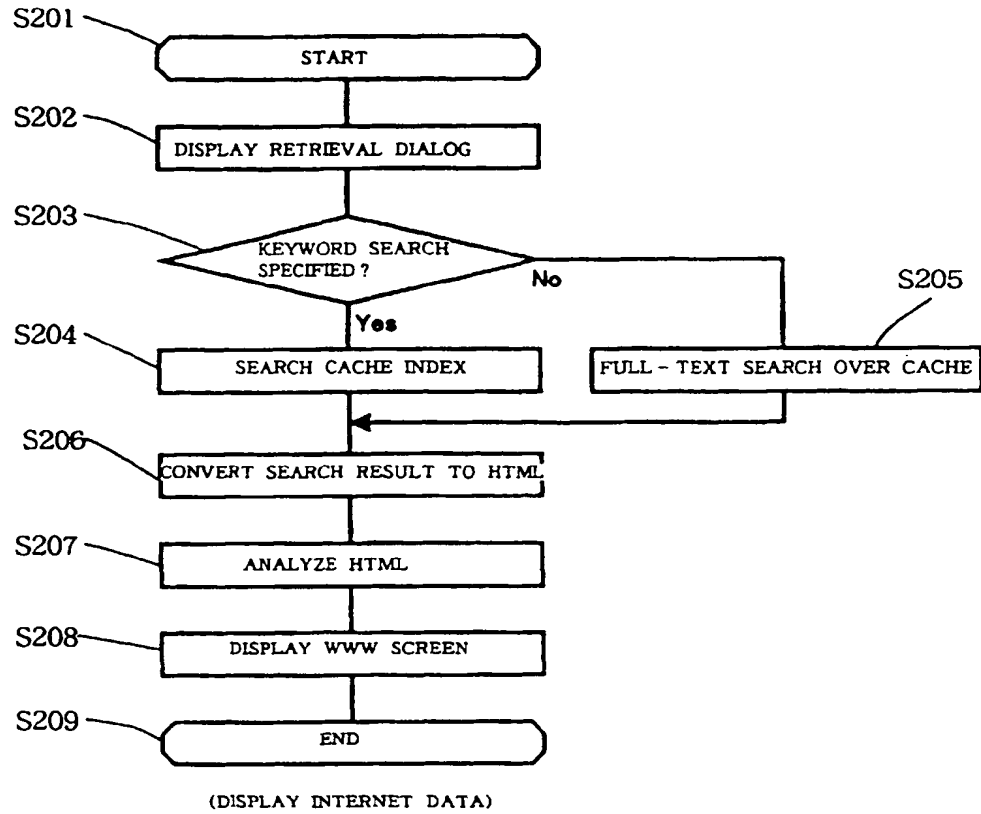 S201
START
S202
DISPLAY RETRIEVAL DIALOG
S203
KEYWORD SEARCH
SPECIFIED ?
No
S205
Yes
S204
SEARCH CACHE INDEX
FULL - TEXT SEARCH OVER CACHE
S206
CONVERT SEARCH RESULT TO HTML
S207
ANALYZE HTML
S208
DISPLAY WWW SCREEN
S209
END
(DISPLAY INTERNET DATA)